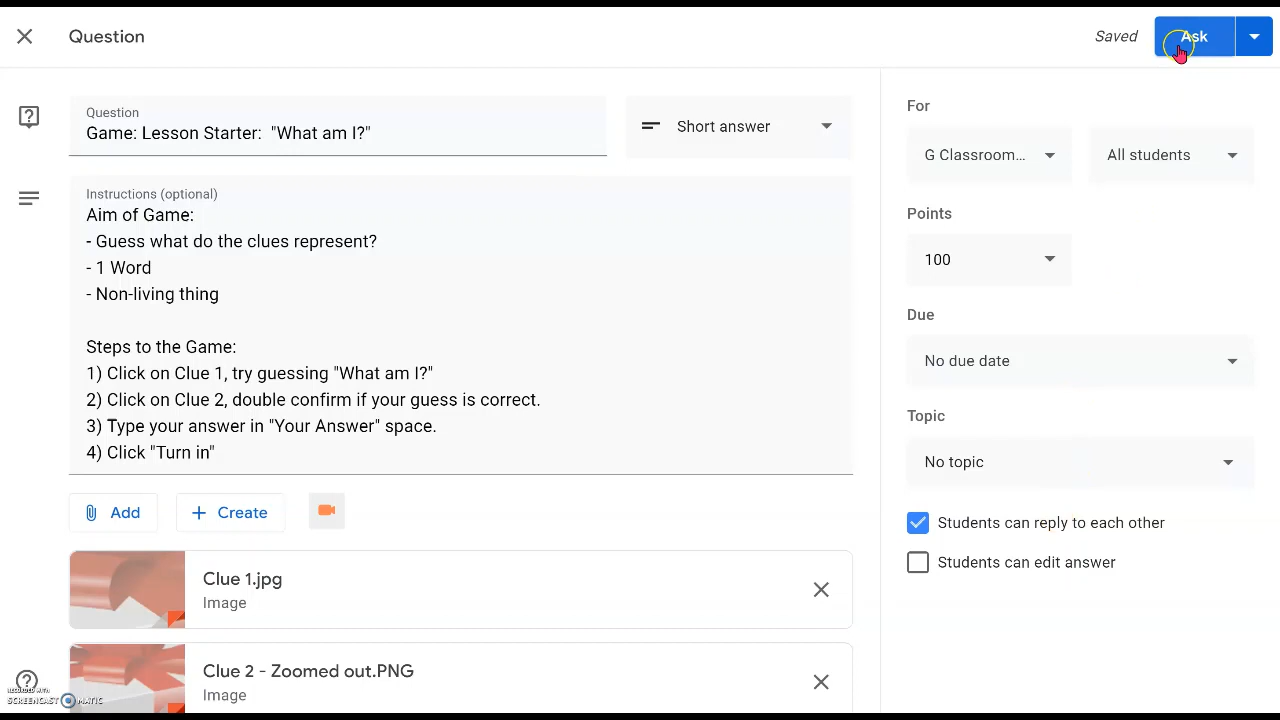 Question
Saved
Ask
Question
Game: Lesson Starter:  "What am I?"
Short answer
Instructions (optional)
Aim of Game:
- Guess what do the clues represent?
- 1 Word
- Non-living thing
Steps to the Game:
1) Click on Clue 1, try guessing "What am I?"
2) Click on Clue 2, double confirm if your guess is correct.
3) Type your answer in "Your Answer" space.
4) Click "Turn in"
Add
Create
Clue 1.jpg
Image
Clue 2 - Zoomed out.PNG
Image
For
G Classroom...
All students
Points
100
Due
No due date
Topic
No topic
Students can reply to each other
Students can edit answer
RECORDED WITH
SCREENCAST MATIC